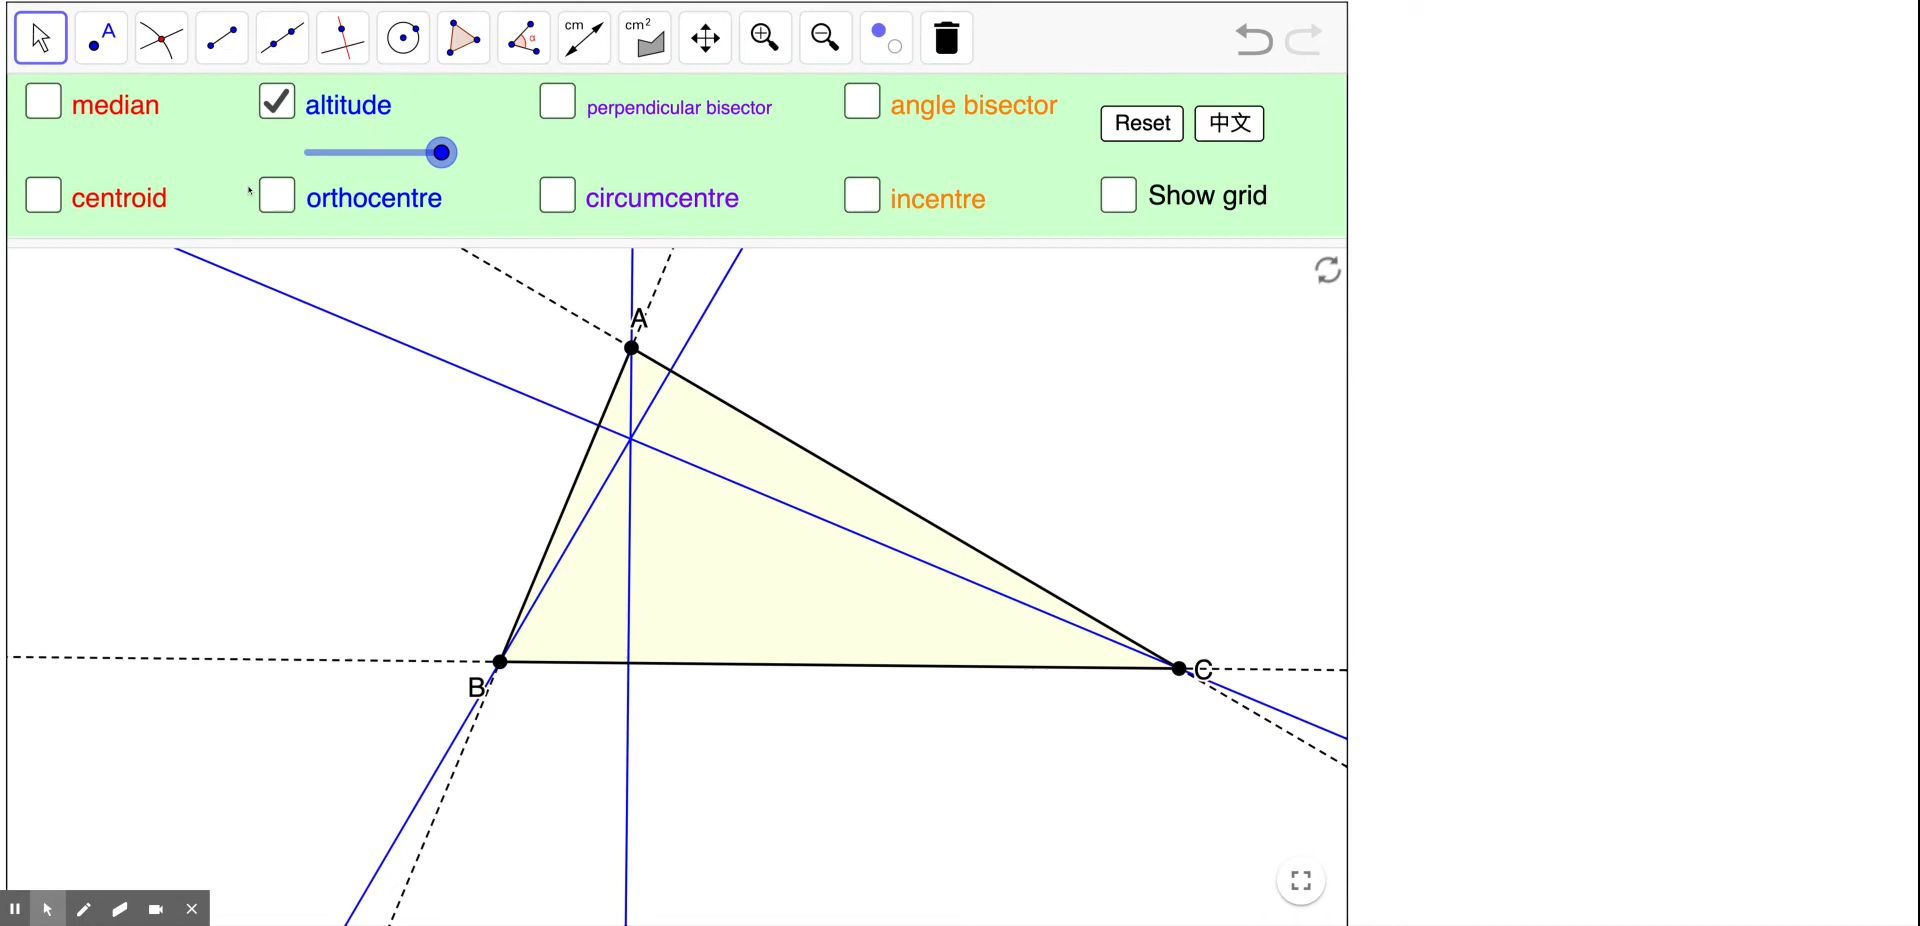 A
α
cm
cm²
median
altitude
perpendicular bisector
angle bisector
Reset
中文
centroid
orthocentre
circumcentre
incentre
Show grid
A
B
C